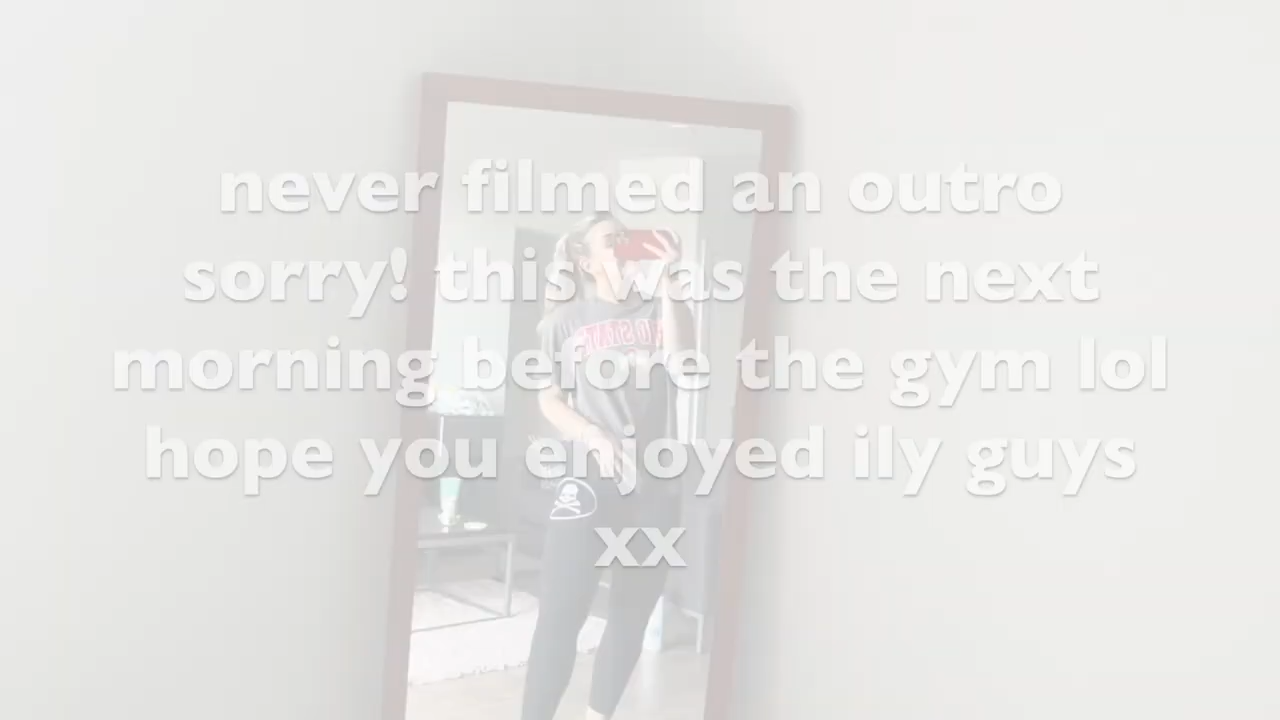 never filmed an outro
sorry! this was the next
morning before the gym lol
hope you enjoyed ily guys
xx